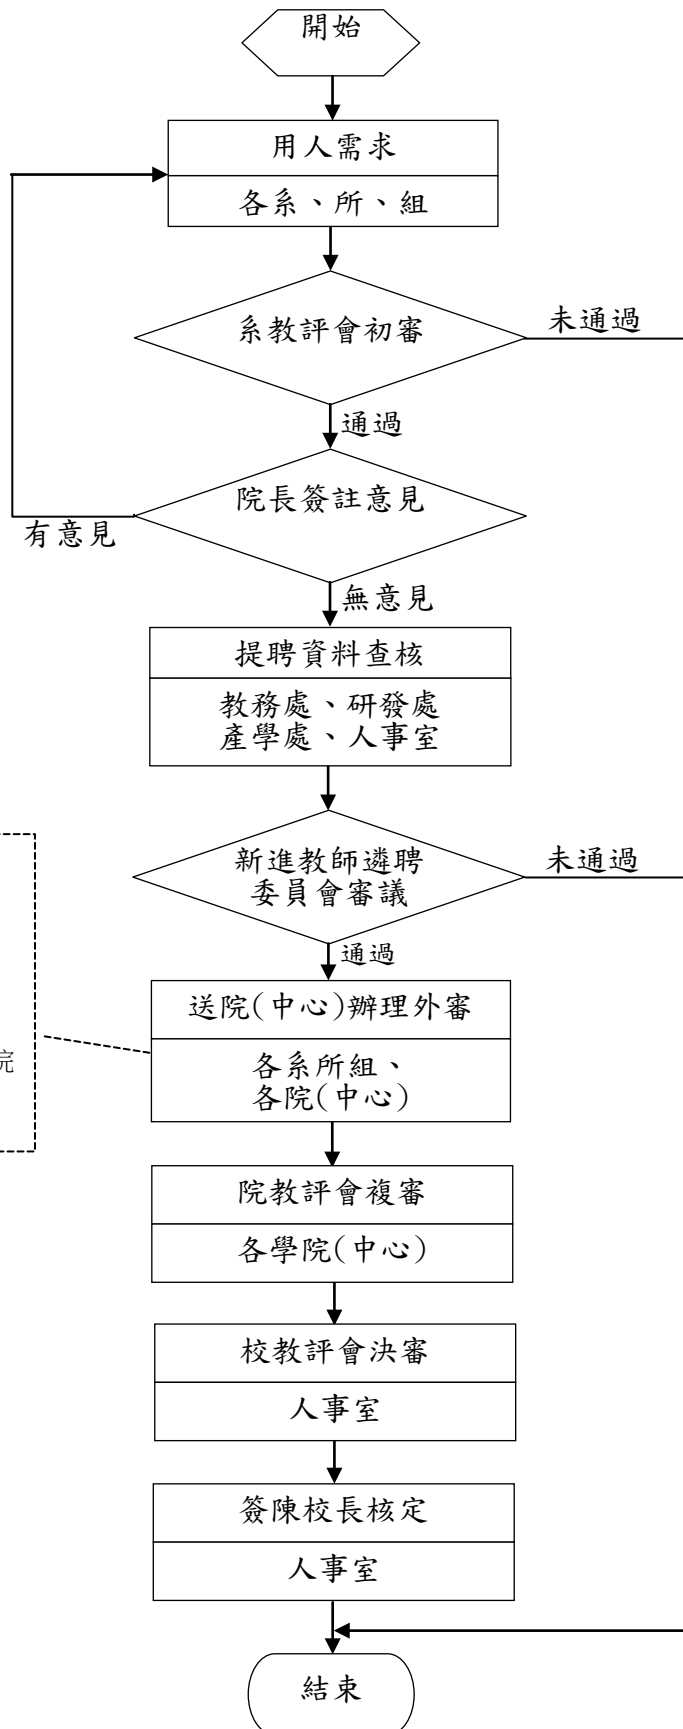 開始
用人需求
各系、所、組
系教評會初審
未通過
通過
院長簽註意見
有意見
無意見
提聘資料查核
教務處、研發處
產學處、人事室
新進教師遴聘
委員會審議
未通過
通過
送院(中心)辦理外審
各系所組、
各院(中心)
院教評會複審
各學院(中心)
校教評會決審
人事室
簽陳校長核定
人事室
結束